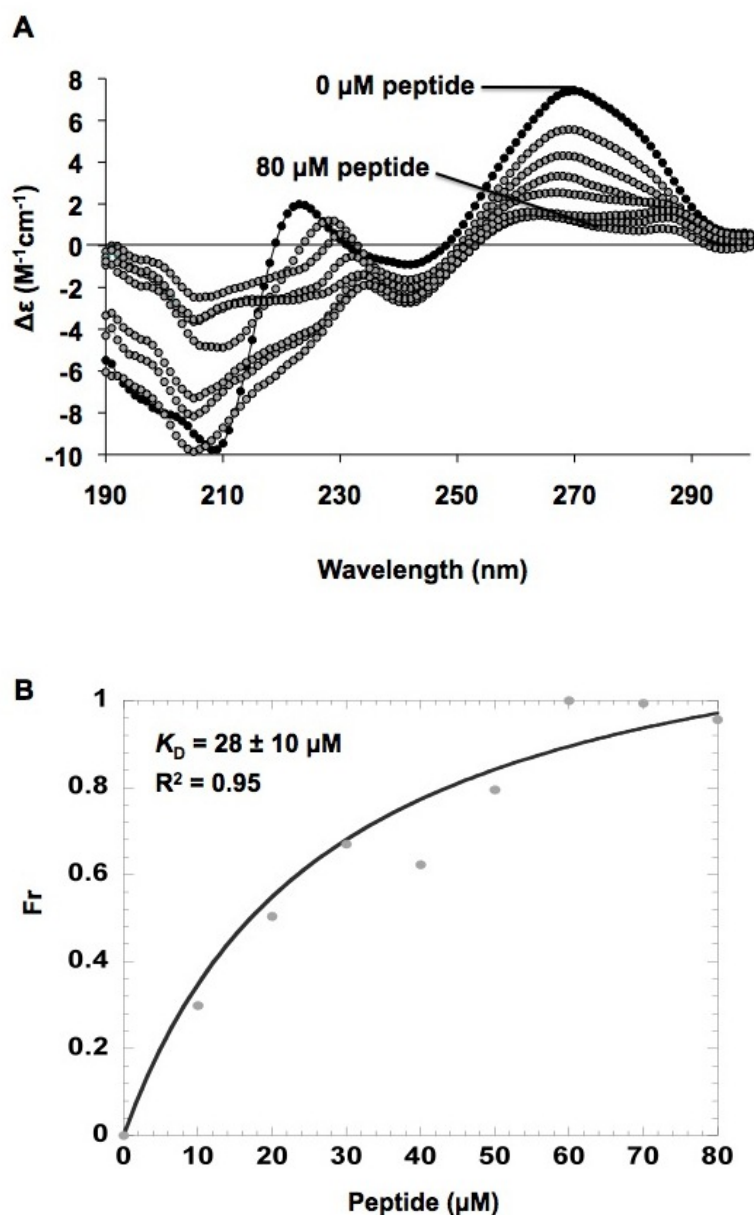 A
8
6
4
2
0
-2
-4
-6
-8
-10
Δε (M⁻¹cm⁻¹)
0 µM peptide
80 µM peptide
190 210 230 250 270 290
Wavelength (nm)
B
1
0.8
0.6
0.4
0.2
0
Fr
K_D = 28 ± 10 µM
R² = 0.95
0 10 20 30 40 50 60 70 80
Peptide (µM)